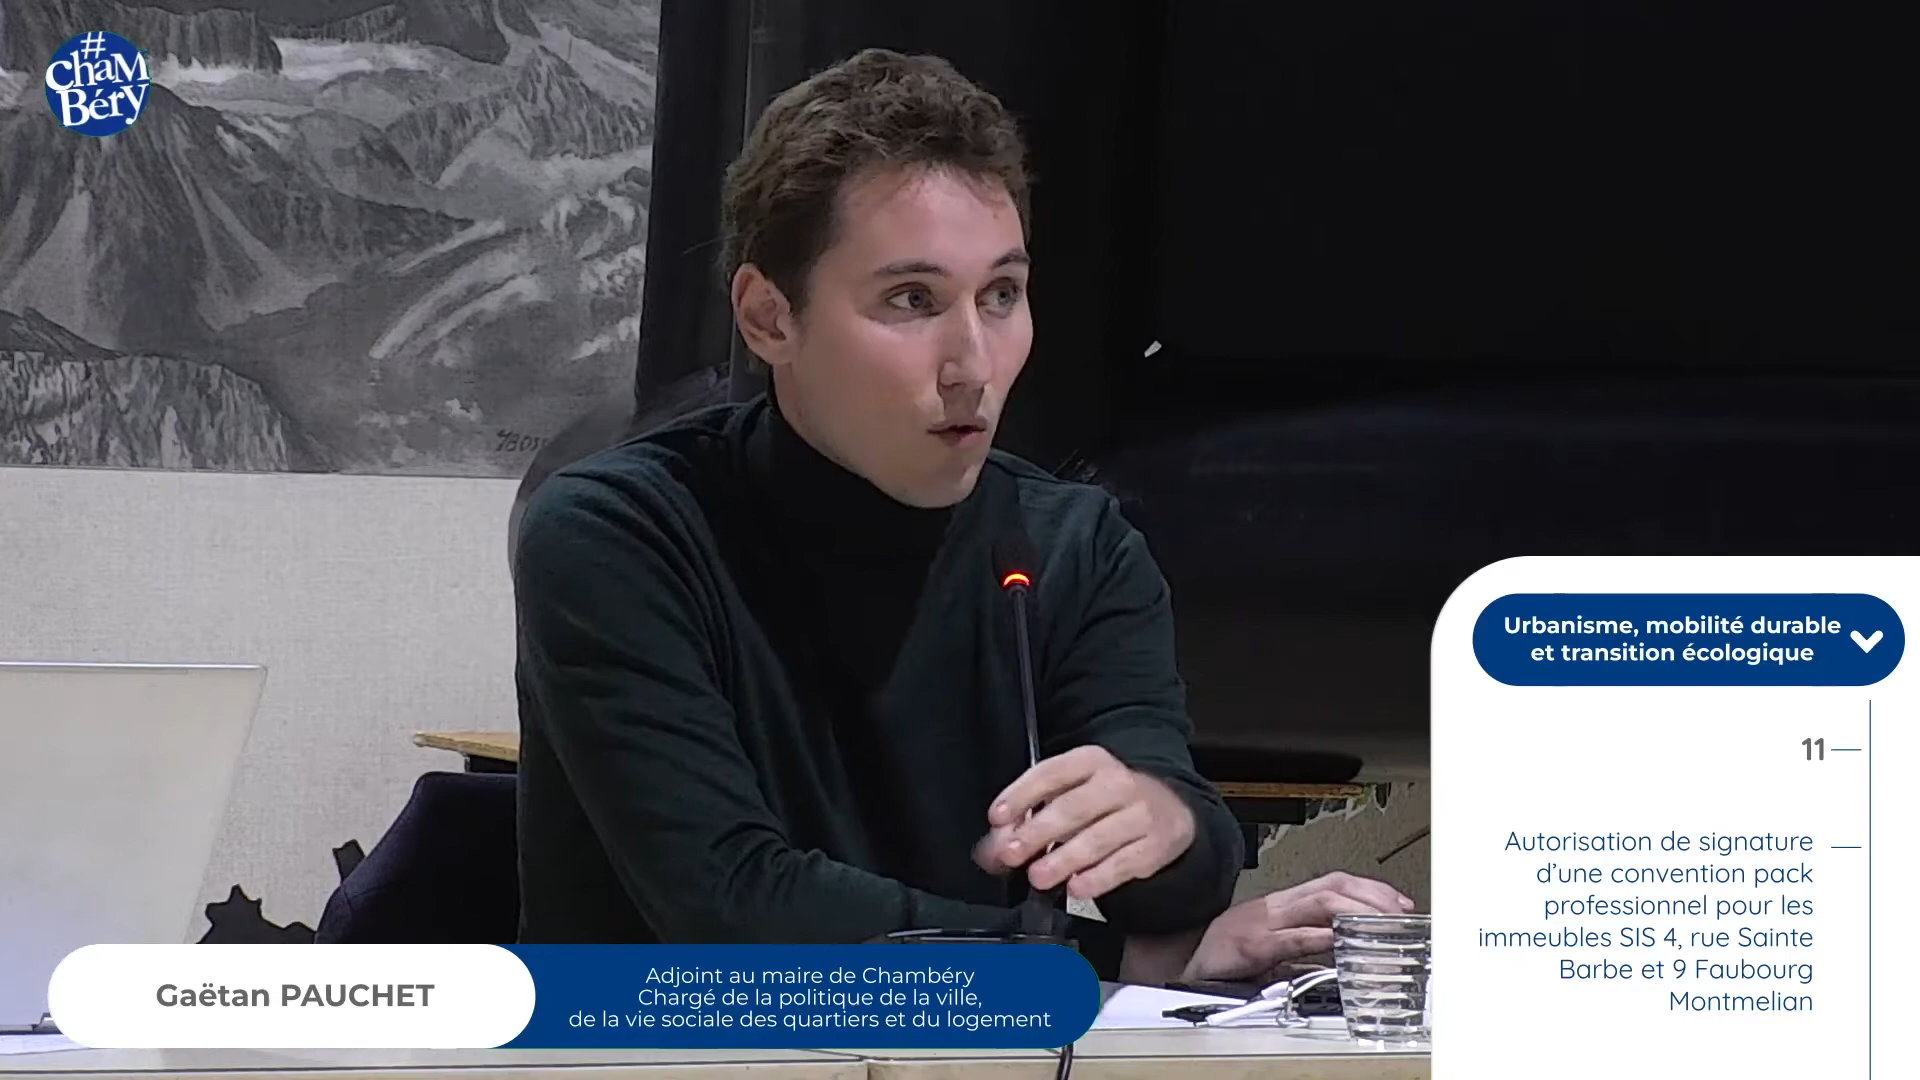 #
chaM
Béry
Urbanisme, mobilité durable
et transition écologique
11
Autorisation de signature
d’une convention pack
professionnel pour les
immeubles SIS 4, rue Sainte
Barbe et 9 Faubourg
Montmelian
Gaëtan PAUCHET
Adjoint au maire de Chambéry
Chargé de la politique de la ville,
de la vie sociale des quartiers et du logement